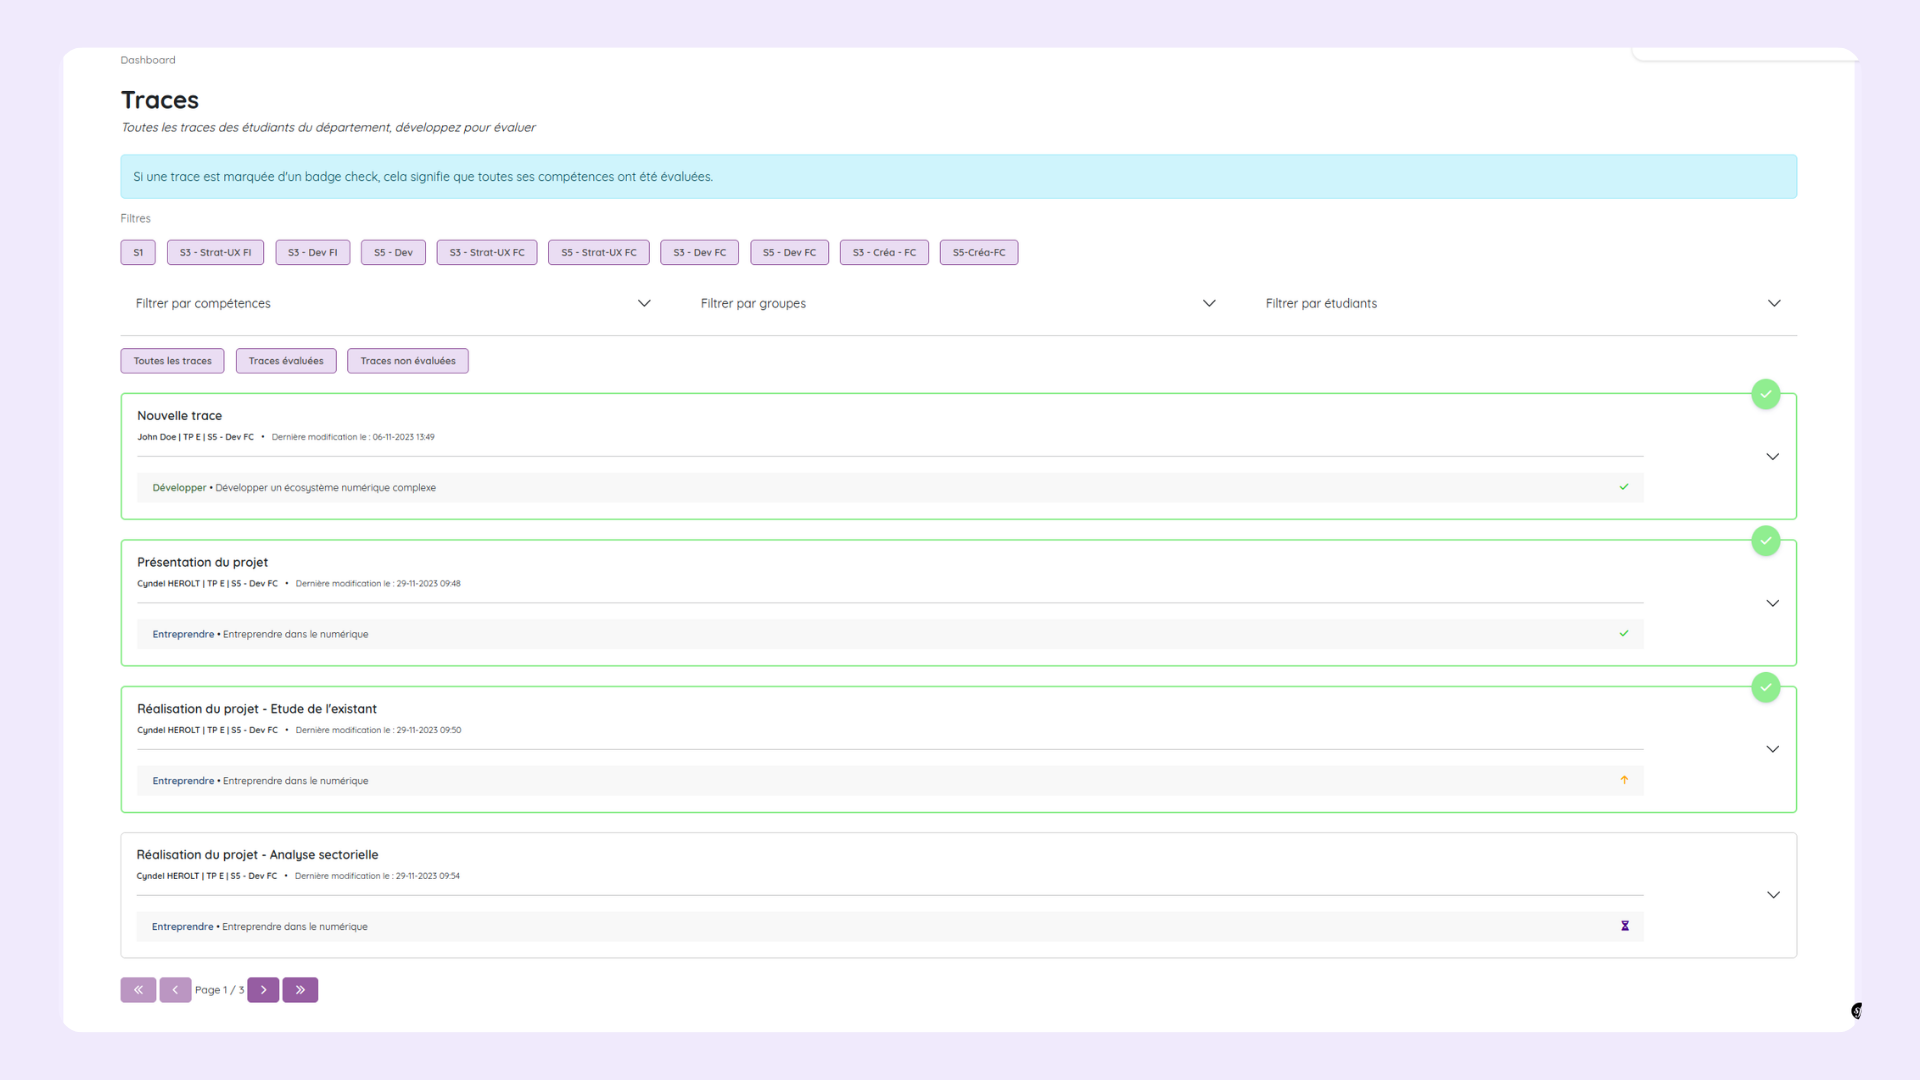 Dashboard
Traces
Toutes les traces des étudiants du département, développez pour évaluer
Si une trace est marquée d'un badge check, cela signifie que toutes ses compétences ont été évaluées.
Filtres
S1 S3 - Strat-UX FI S3 - Dev FI S5 - Dev S3 - Strat-UX FC S5 - Strat-UX FC S3 - Dev FC S5 - Dev FC S3 - Créa - FC S5-Créa-FC
Filtrer par compétences Filtrer par groupes Filtrer par étudiants
Toutes les traces Traces évaluées Traces non évaluées
Nouvelle trace
John Doe | TP E | S5 - Dev FC • Dernière modification le : 06-11-2023 13:49
Développer • Développer un écosystème numérique complexe
Présentation du projet
Cyndel HEROLT | TP E | S5 - Dev FC • Dernière modification le : 29-11-2023 09:48
Entreprendre • Entreprendre dans le numérique
Réalisation du projet - Etude de l'existant
Cyndel HEROLT | TP E | S5 - Dev FC • Dernière modification le : 29-11-2023 09:50
Entreprendre • Entreprendre dans le numérique
Réalisation du projet - Analyse sectorielle
Cyndel HEROLT | TP E | S5 - Dev FC • Dernière modification le : 29-11-2023 09:54
Entreprendre • Entreprendre dans le numérique
« ‹ Page 1 / 3 › »